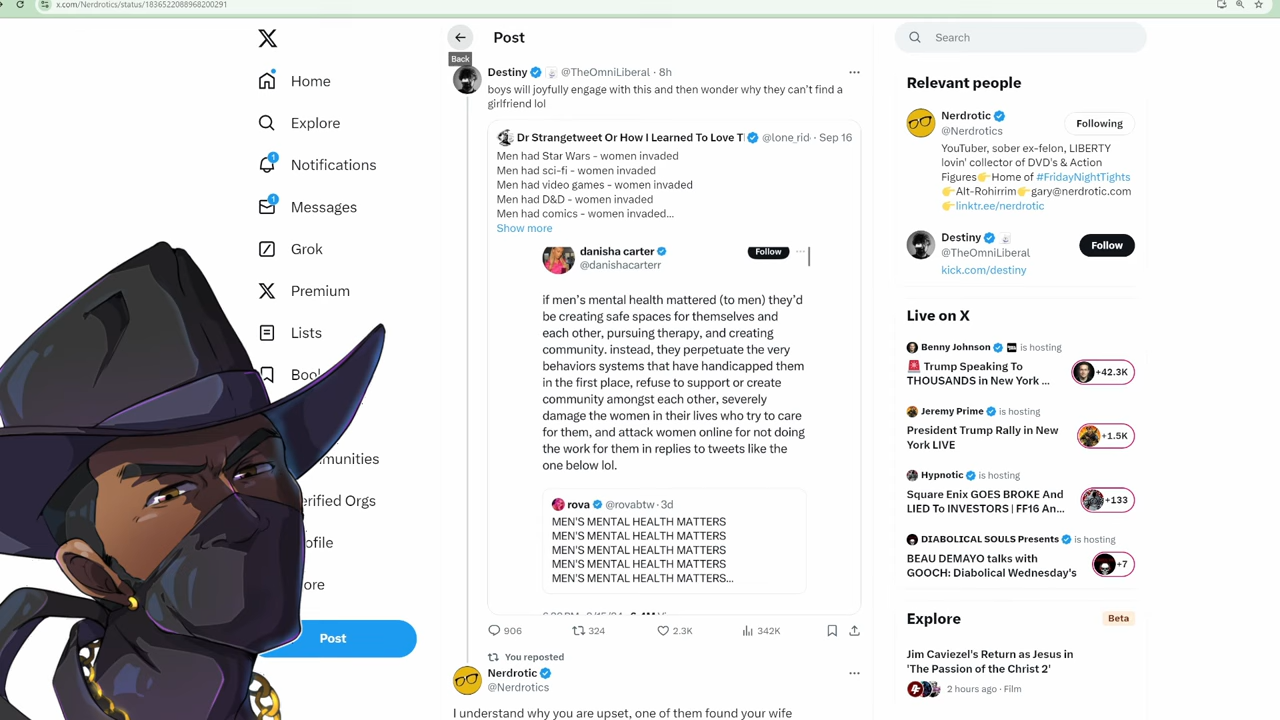 x.com/Nerdrotics/status/1836522088968200291
Home
Explore
Notifications
1
Messages
1
Grok
Premium
Lists
Post
Post
Back
Destiny @TheOmniLiberal · 8h
boys will joyfully engage with this and then wonder why they can't find a
girlfriend lol
Dr Strangetweet Or How I Learned To Love T @lone_rid · Sep 16
Men had Star Wars - women invaded
Men had sci-fi - women invaded
Men had video games - women invaded
Men had D&D - women invaded
Men had comics - women invaded...
Show more
danisha carter
@danishacarterr
Follow
if men's mental health mattered (to men) they'd
be creating safe spaces for themselves and
each other, pursuing therapy, and creating
community. instead, they perpetuate the very
behaviors systems that have handicapped them
in the first place, refuse to support or create
community amongst each other, severely
damage the women in their lives who try to care
for them, and attack women online for not doing
the work for them in replies to tweets like the
one below lol.
rova @rovabtw · 3d
MEN'S MENTAL HEALTH MATTERS
MEN'S MENTAL HEALTH MATTERS
MEN'S MENTAL HEALTH MATTERS
MEN'S MENTAL HEALTH MATTERS
MEN'S MENTAL HEALTH MATTERS...
906 324 2.3K 342K
You reposted
Nerdrotic
@Nerdrotics
I understand why you are upset, one of them found your wife
Search
Relevant people
Nerdrotic
@Nerdrotics
Following
YouTuber, sober ex-felon, LIBERTY
lovin' collector of DVD's & Action
Figures👉Home of #FridayNightTights
👉Alt-Rohirrim👉gary@nerdrotic.com
👉linktr.ee/nerdrotic
Destiny
@TheOmniLiberal
Follow
kick.com/destiny
Live on X
Benny Johnson is hosting
🚨 Trump Speaking To
THOUSANDS in New York ...
+42.3K
Jeremy Prime is hosting
President Trump Rally in New
York LIVE
+1.5K
Hypnotic is hosting
Square Enix GOES BROKE And
LIED To INVESTORS | FF16 An...
+133
DIABOLICAL SOULS Presents is hosting
BEAU DEMAYO talks with
GOOCH: Diabolical Wednesday's
+7
Explore
Beta
Jim Caviezel's Return as Jesus in
'The Passion of the Christ 2'
2 hours ago · Film